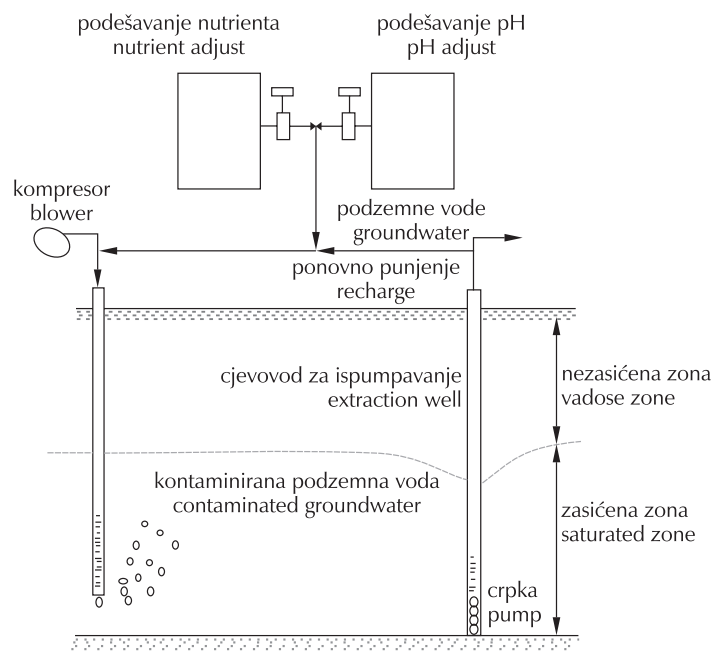 podešavanje nutrienta
nutrient adjust
podešavanje pH
pH adjust
kompresor
blower
podzemne vode
groundwater
ponovno punjenje
recharge
cjevovod za ispumpavanje
extraction well
nezasićena zona
vadose zone
kontaminirana podzemna voda
contaminated groundwater
zasićena zona
saturated zone
crpka
pump